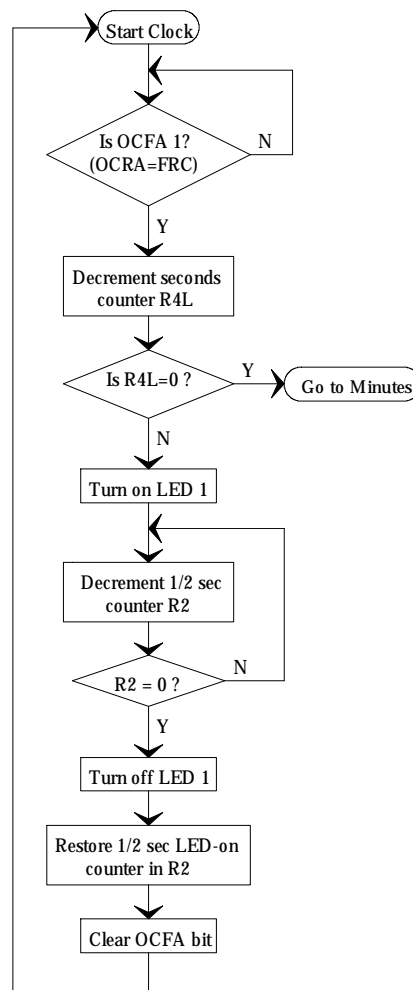 Start Clock
Is OCFA 1?
(OCRA=FRC)
N
Y
Decrement seconds
counter R4L
Is R4L=0 ?
Y
Go to Minutes
N
Turn on LED 1
Decrement 1/2 sec
counter R2
R2 = 0 ?
N
Y
Turn off LED 1
Restore 1/2 sec LED-on
counter in R2
Clear OCFA bit